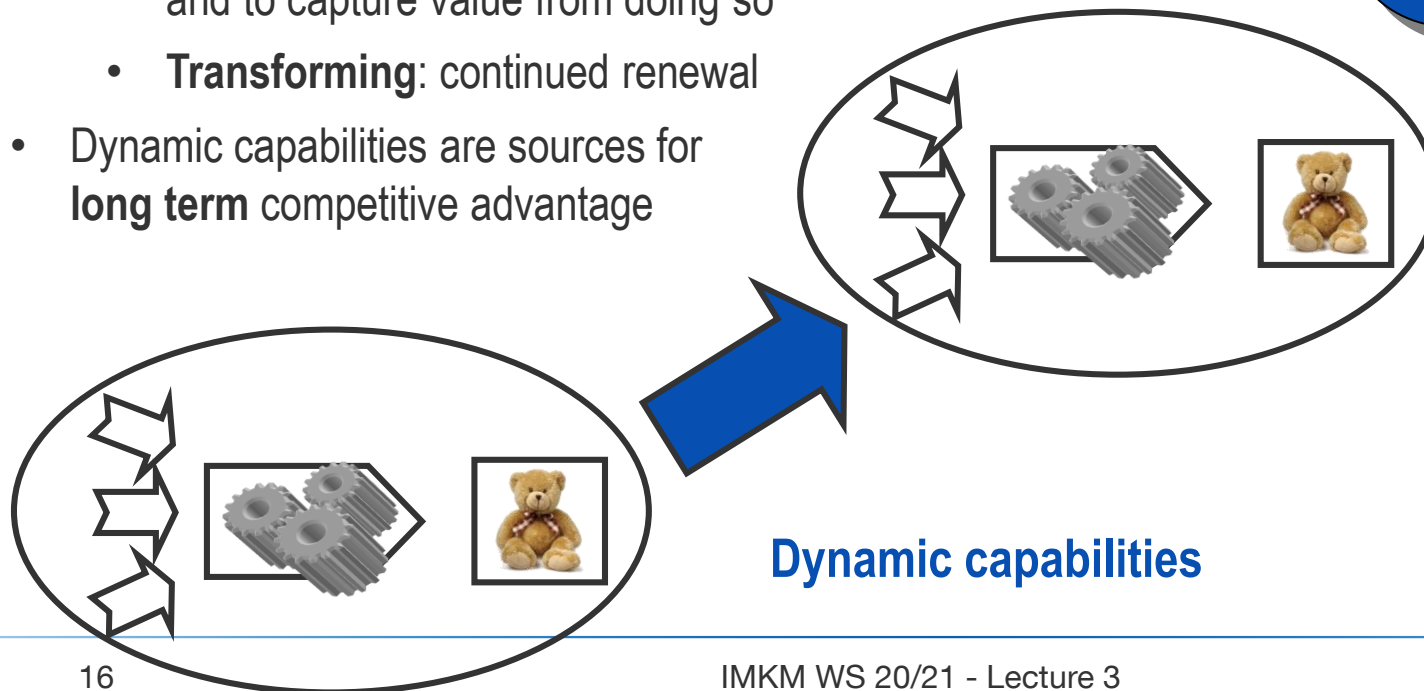 and to capture value from doing so
• Transforming: continued renewal
• Dynamic capabilities are sources for
long term competitive advantage
Dynamic capabilities
16
IMKM WS 20/21 - Lecture 3